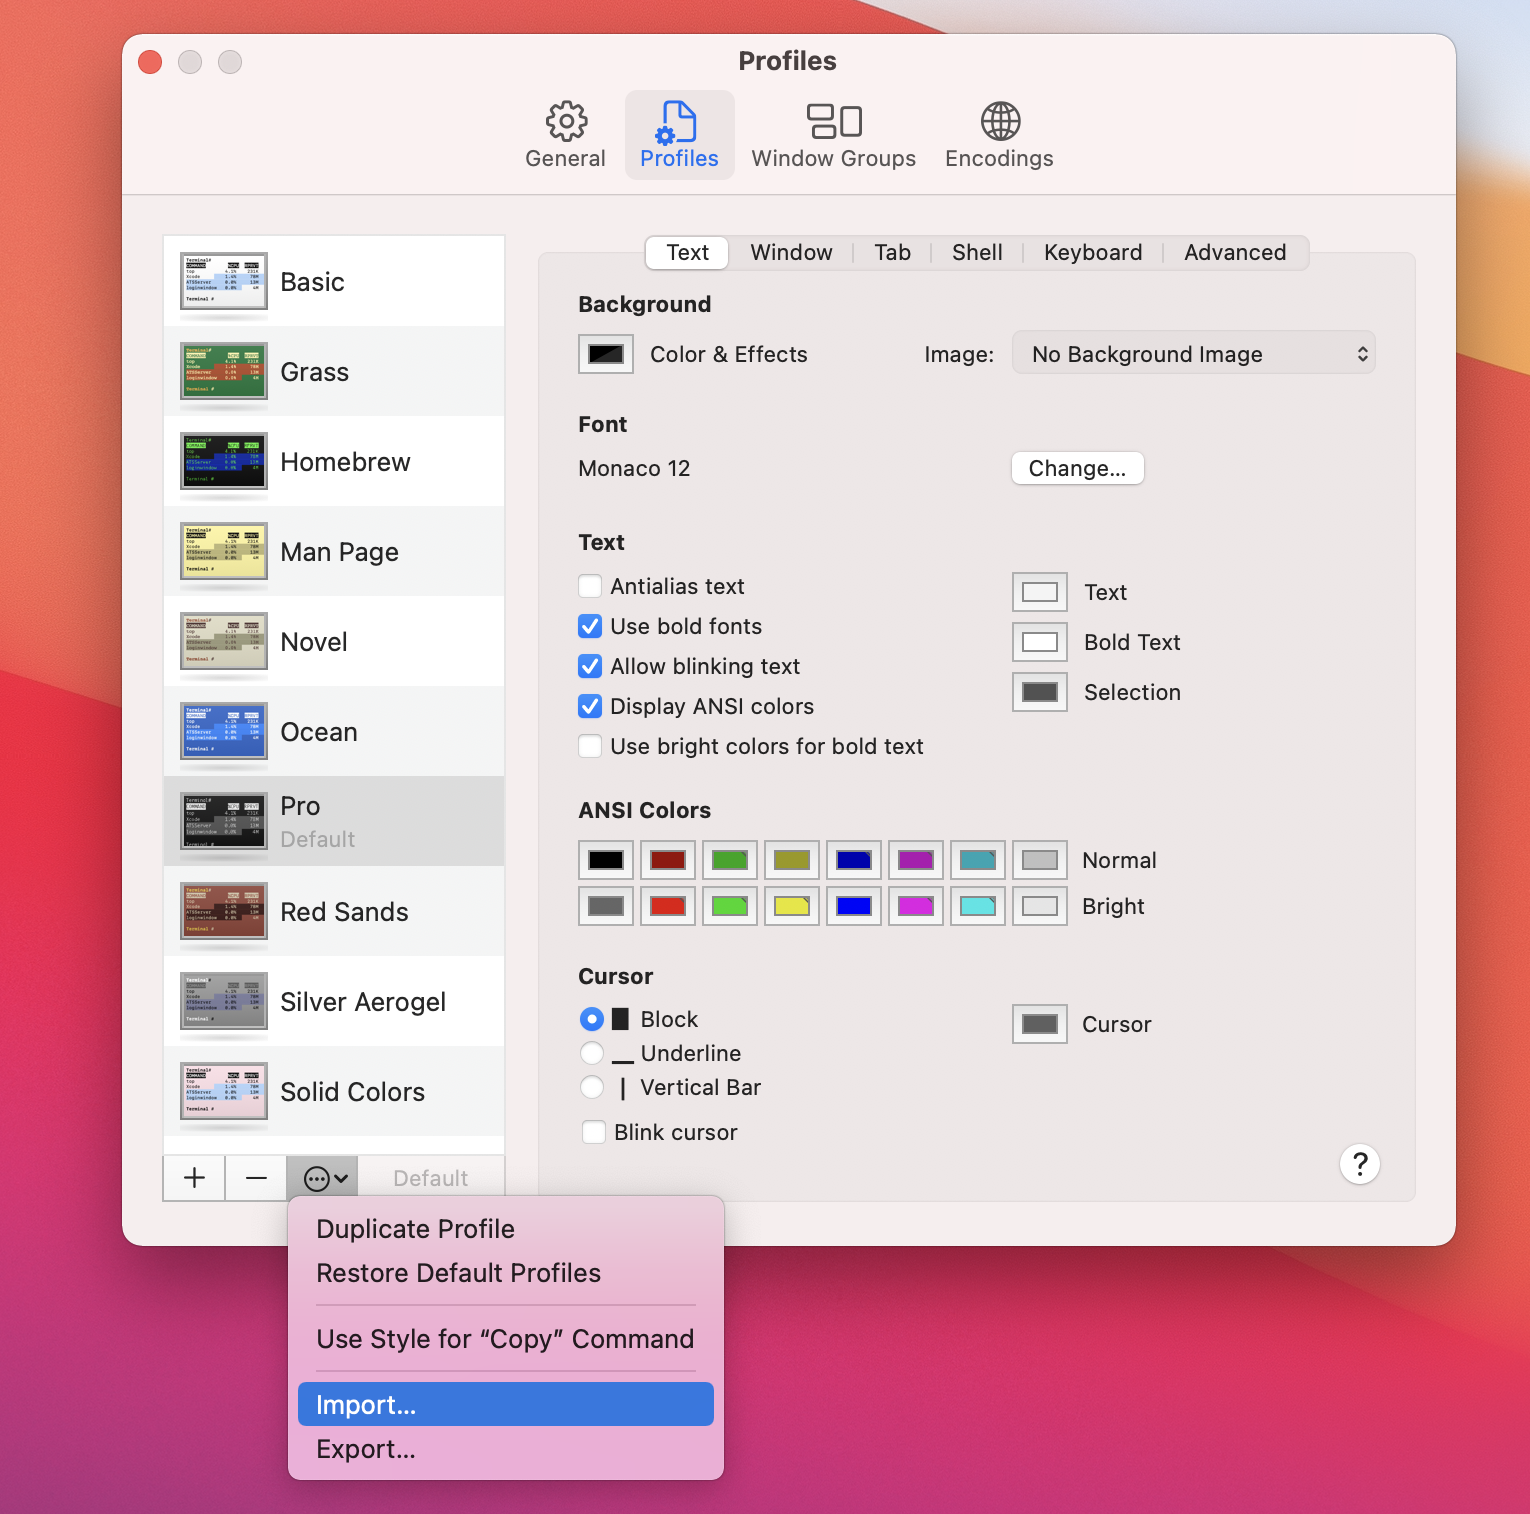 Profiles
General
Profiles
Window Groups
Encodings
Basic
Grass
Homebrew
Man Page
Novel
Ocean
Pro
Default
Red Sands
Silver Aerogel
Solid Colors
Default
Text
Window
Tab
Shell
Keyboard
Advanced
Background
Color & Effects
Image:
No Background Image
Font
Monaco 12
Change...
Text
Antialias text
Use bold fonts
Allow blinking text
Display ANSI colors
Use bright colors for bold text
Text
Bold Text
Selection
ANSI Colors
Normal
Bright
Cursor
Block
Underline
Vertical Bar
Blink cursor
Cursor
?
Duplicate Profile
Restore Default Profiles
Use Style for “Copy” Command
Import...
Export...